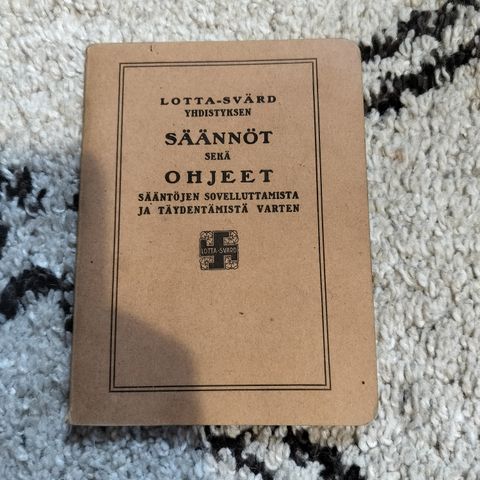 LOTTA-SVÄRD
YHDISTYKSEN
SÄÄNNÖT
SEKÄ
OHJEET
SÄÄNTÖJEN SOVELLUTTAMISTA
JA TÄYDENTÄMISTÄ VARTEN
LOTTA-SVÄRD